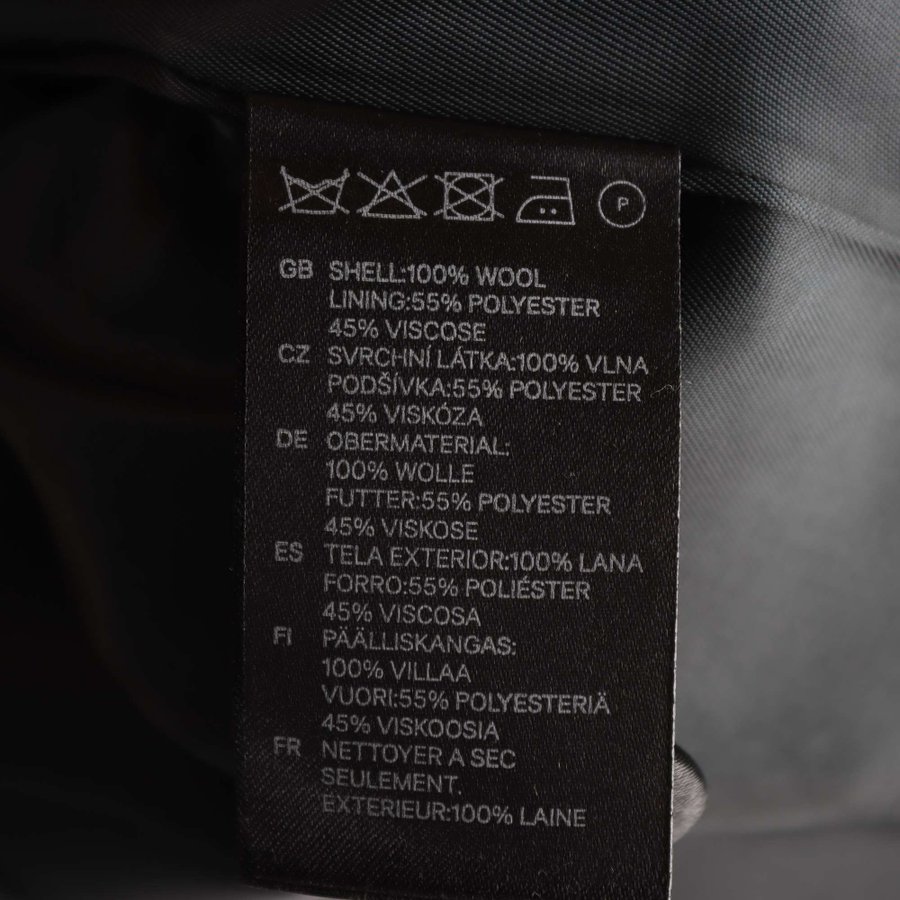 P
GB SHELL:100% WOOL
LINING:55% POLYESTER
45% VISCOSE
CZ SVRCHNÍ LÁTKA:100% VLNA
PODŠÍVKA:55% POLYESTER
45% VISKÓZA
DE OBERMATERIAL:
100% WOLLE
FUTTER:55% POLYESTER
45% VISKOSE
ES TELA EXTERIOR:100% LANA
FORRO:55% POLIÉSTER
45% VISCOSA
FI PÄÄLLISKANGAS:
100% VILLAA
VUORI:55% POLYESTERIÄ
45% VISKOOSIA
FR NETTOYER A SEC
SEULEMENT.
EXTERIEUR:100% LAINE